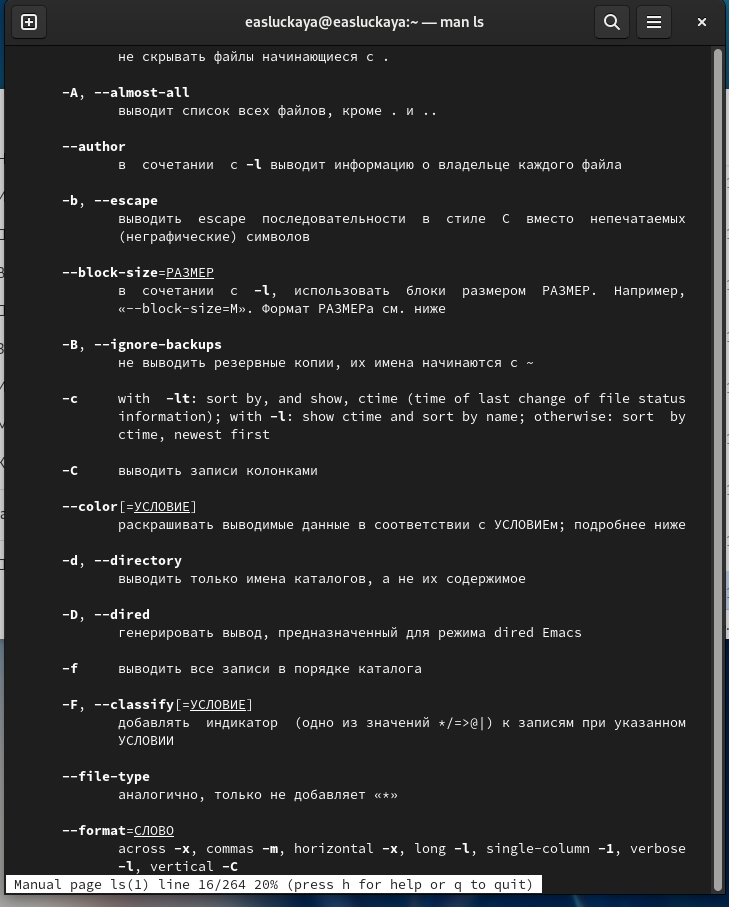 easluckaya@easluckaya:~ — man ls
не скрывать файлы начинающиеся с .
-A, --almost-all
выводит список всех файлов, кроме . и ..
--author
в сочетании с -l выводит информацию о владельце каждого файла
-b, --escape
выводить escape последовательности в стиле C вместо непечатаемых
(неграфические) символов
--block-size=РАЗМЕР
в сочетании с -l, использовать блоки размером РАЗМЕР. Например,
«--block-size=M». Формат РАЗМЕРа см. ниже
-B, --ignore-backups
не выводить резервные копии, их имена начинаются с ~
-c with -lt: sort by, and show, ctime (time of last change of file status
information); with -l: show ctime and sort by name; otherwise: sort by
ctime, newest first
-C выводить записи колонками
--color[=УСЛОВИЕ]
раскрашивать выводимые данные в соответствии с УСЛОВИЕм; подробнее ниже
-d, --directory
выводить только имена каталогов, а не их содержимое
-D, --dired
генерировать вывод, предназначенный для режима dired Emacs
-f выводить все записи в порядке каталога
-F, --classify[=УСЛОВИЕ]
добавлять индикатор (одно из значений */=>@|) к записям при указанном
УСЛОВИИ
--file-type
аналогично, только не добавляет «*»
--format=СЛОВО
across -x, commas -m, horizontal -x, long -l, single-column -1, verbose
-l, vertical -C
Manual page ls(1) line 16/264 20% (press h for help or q to quit)